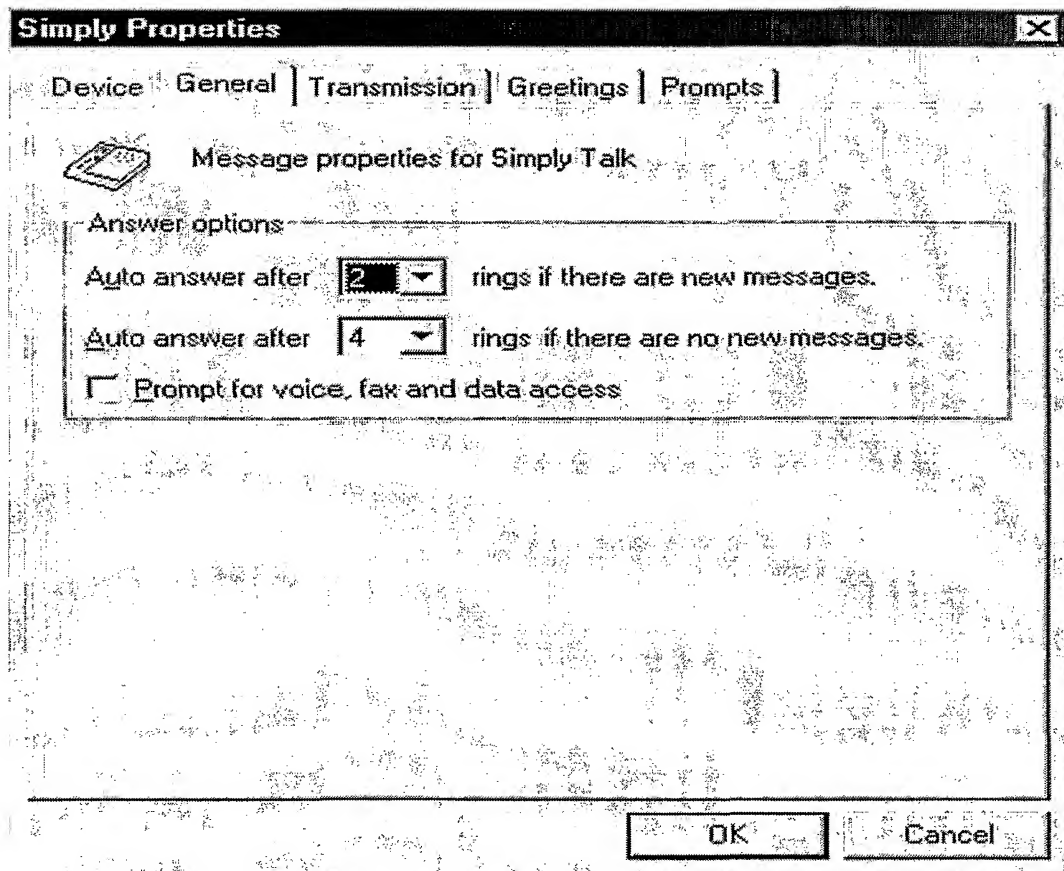 Simply Properties
Device General Transmission Greetings Prompts
Message properties for Simply Talk
Answer options
Auto answer after 2 rings if there are new messages.
Auto answer after 4 rings if there are no new messages.
Prompt for voice, fax and data access
OK Cancel